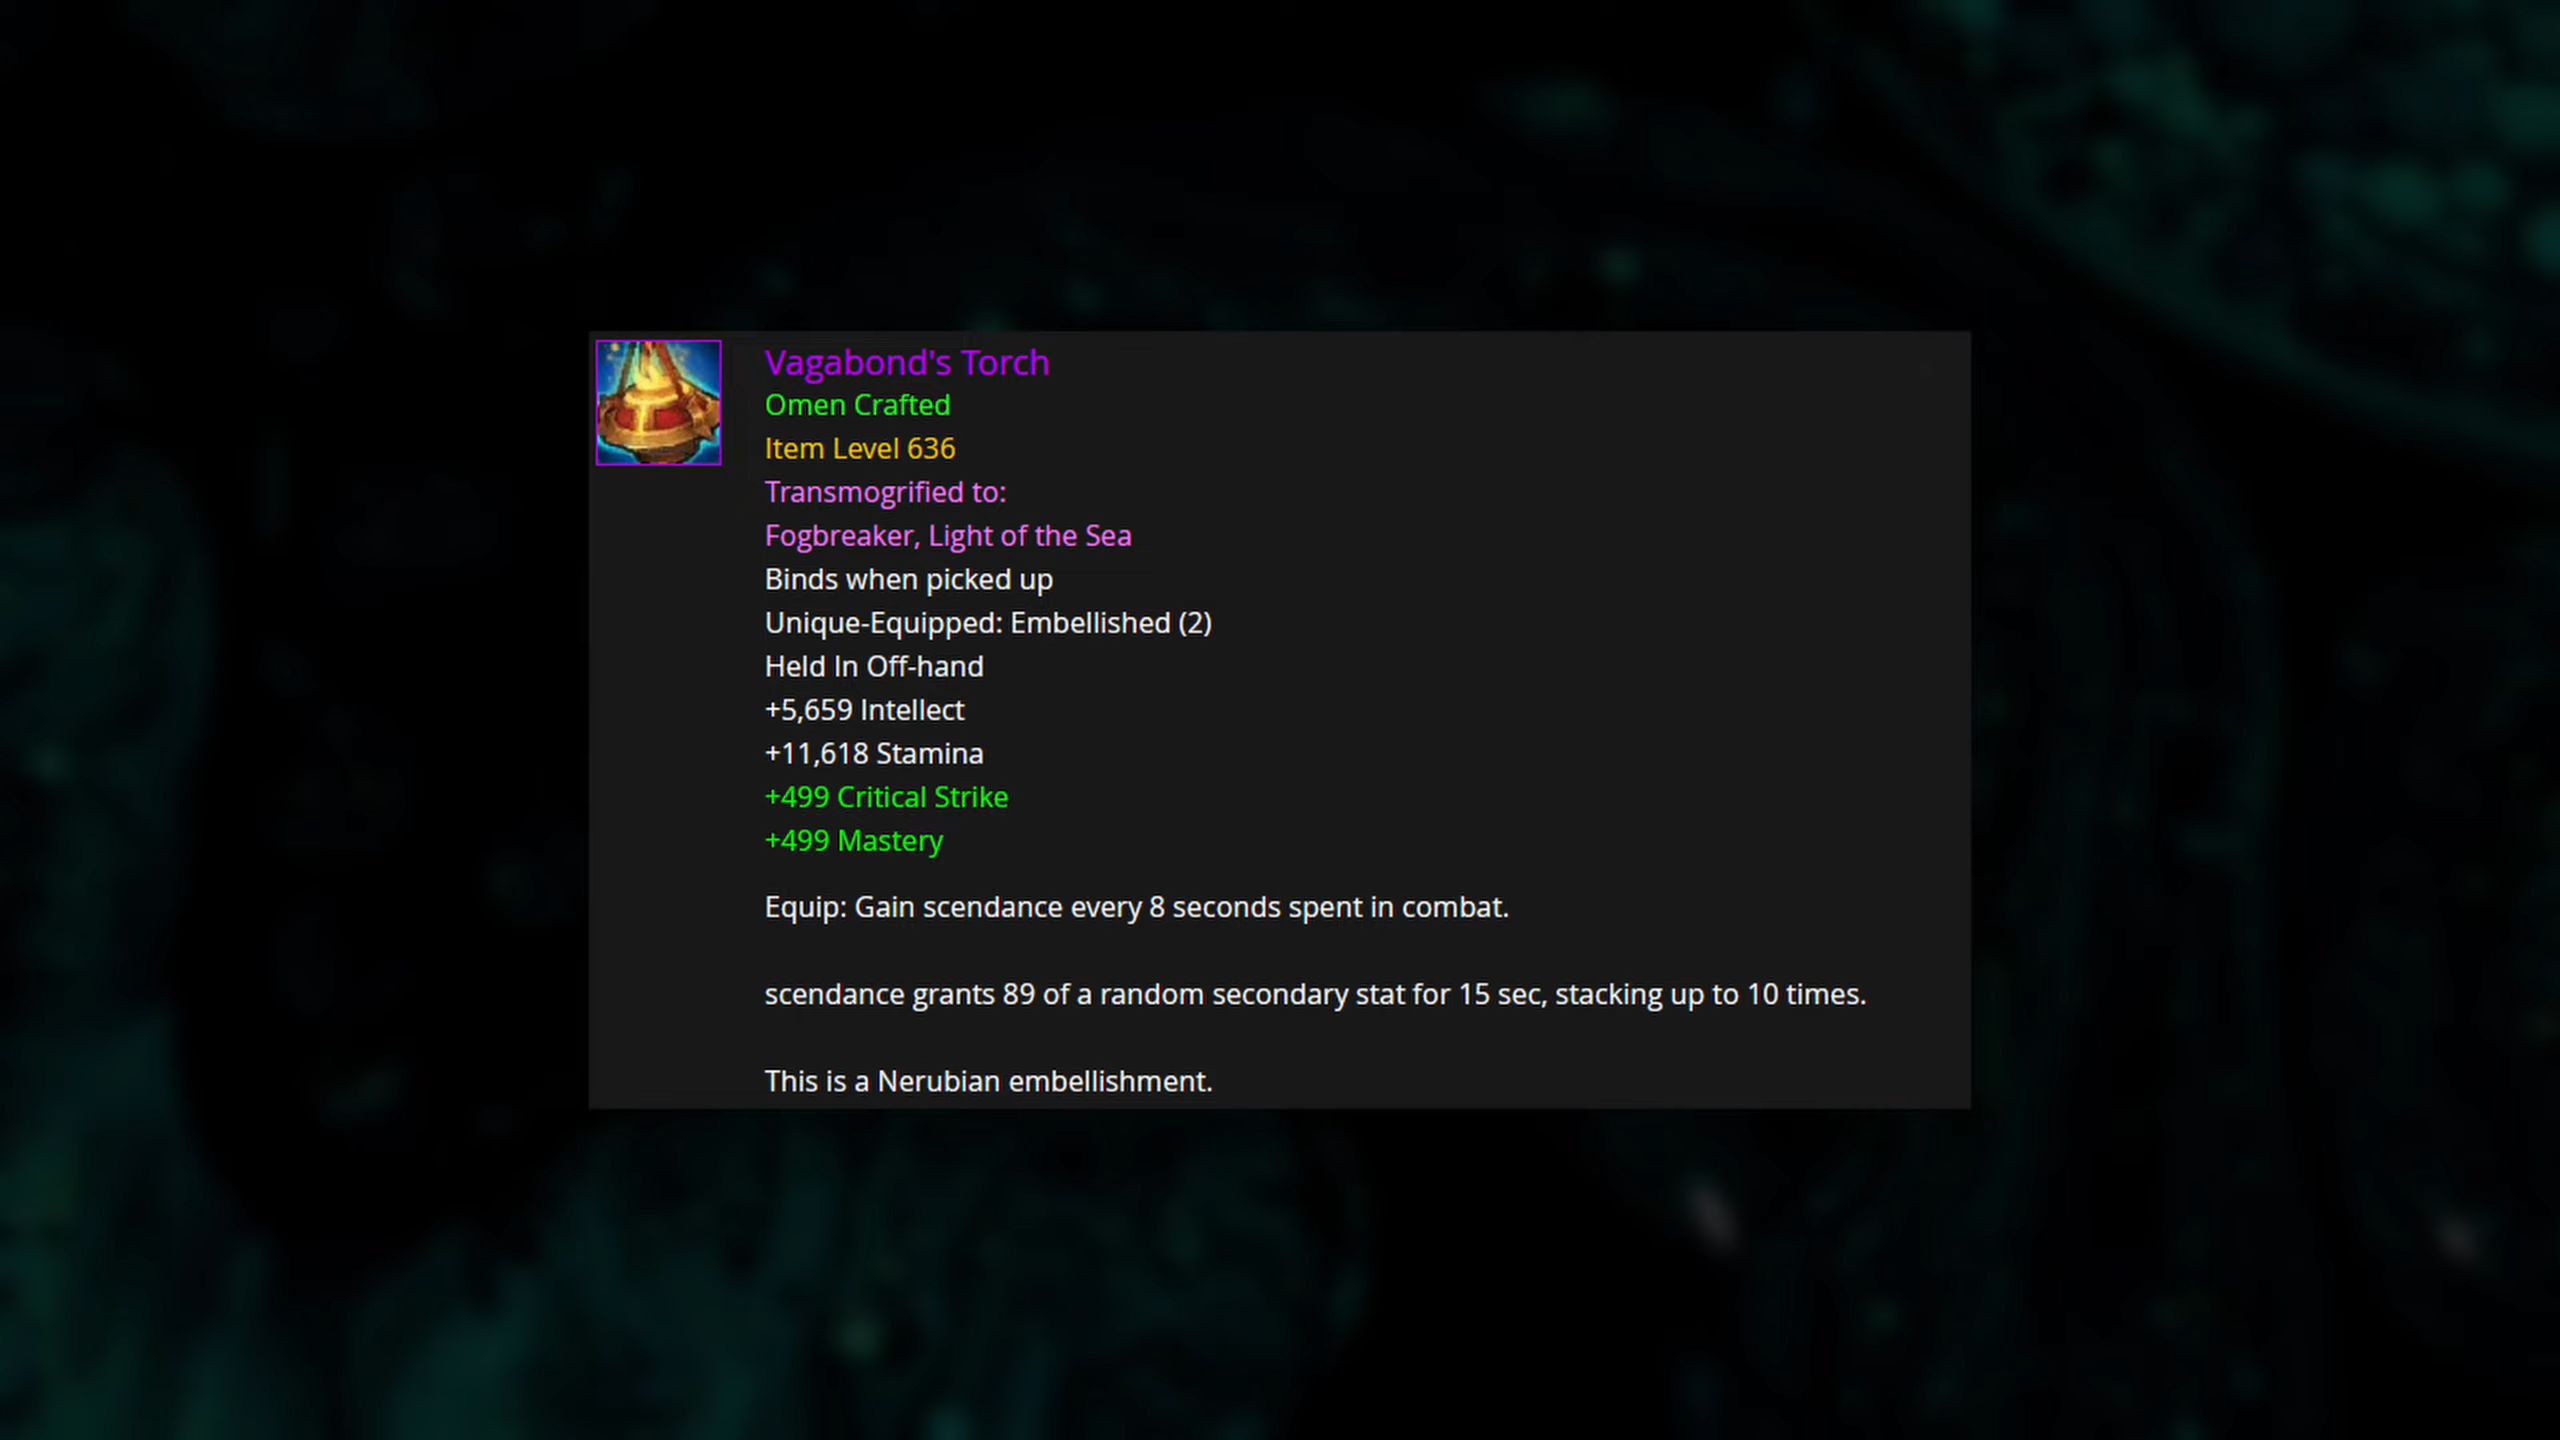 Vagabond's Torch
Omen Crafted
Item Level 636
Transmogrified to:
Fogbreaker, Light of the Sea
Binds when picked up
Unique-Equipped: Embellished (2)
Held In Off-hand
+5,659 Intellect
+11,618 Stamina
+499 Critical Strike
+499 Mastery
Equip: Gain scendance every 8 seconds spent in combat.
scendance grants 89 of a random secondary stat for 15 sec, stacking up to 10 times.
This is a Nerubian embellishment.